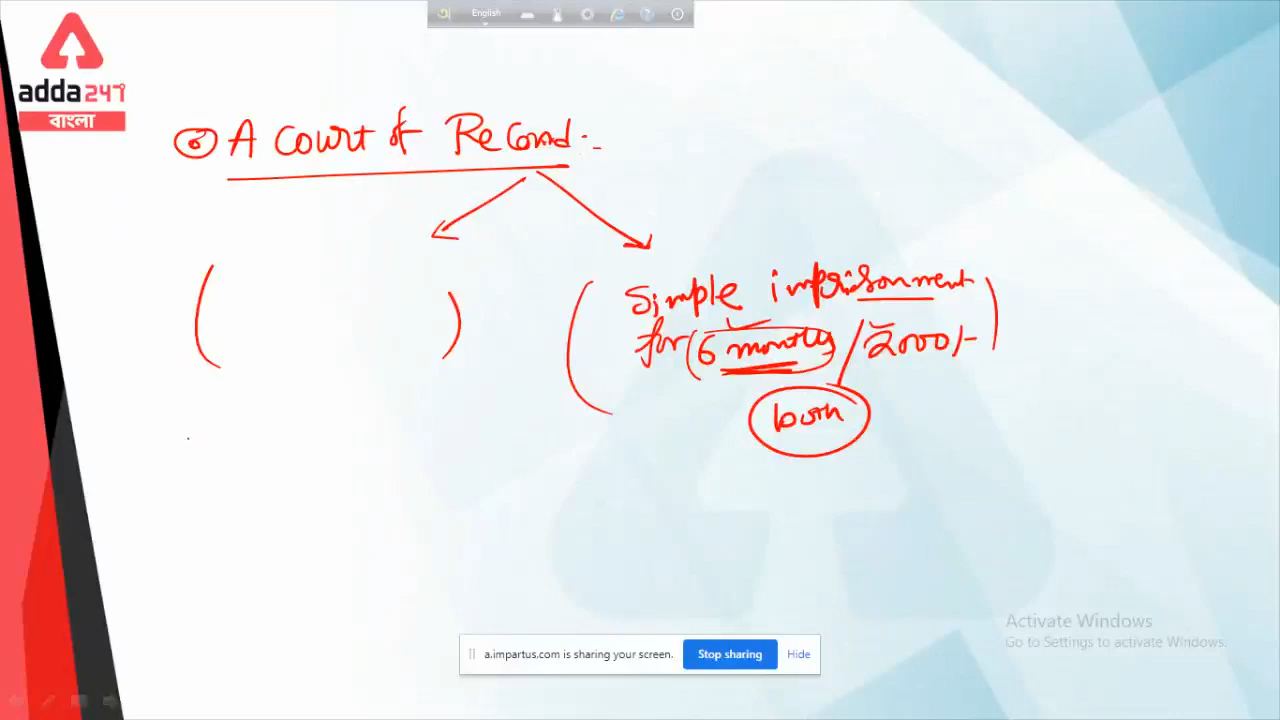 English
adda247
বাংলা
A Court of Record :-
Simple imprisonment
for (6 months / 2000/-
both
Activate Windows
Go to Settings to activate Windows.
a.impartus.com is sharing your screen. Stop sharing Hide